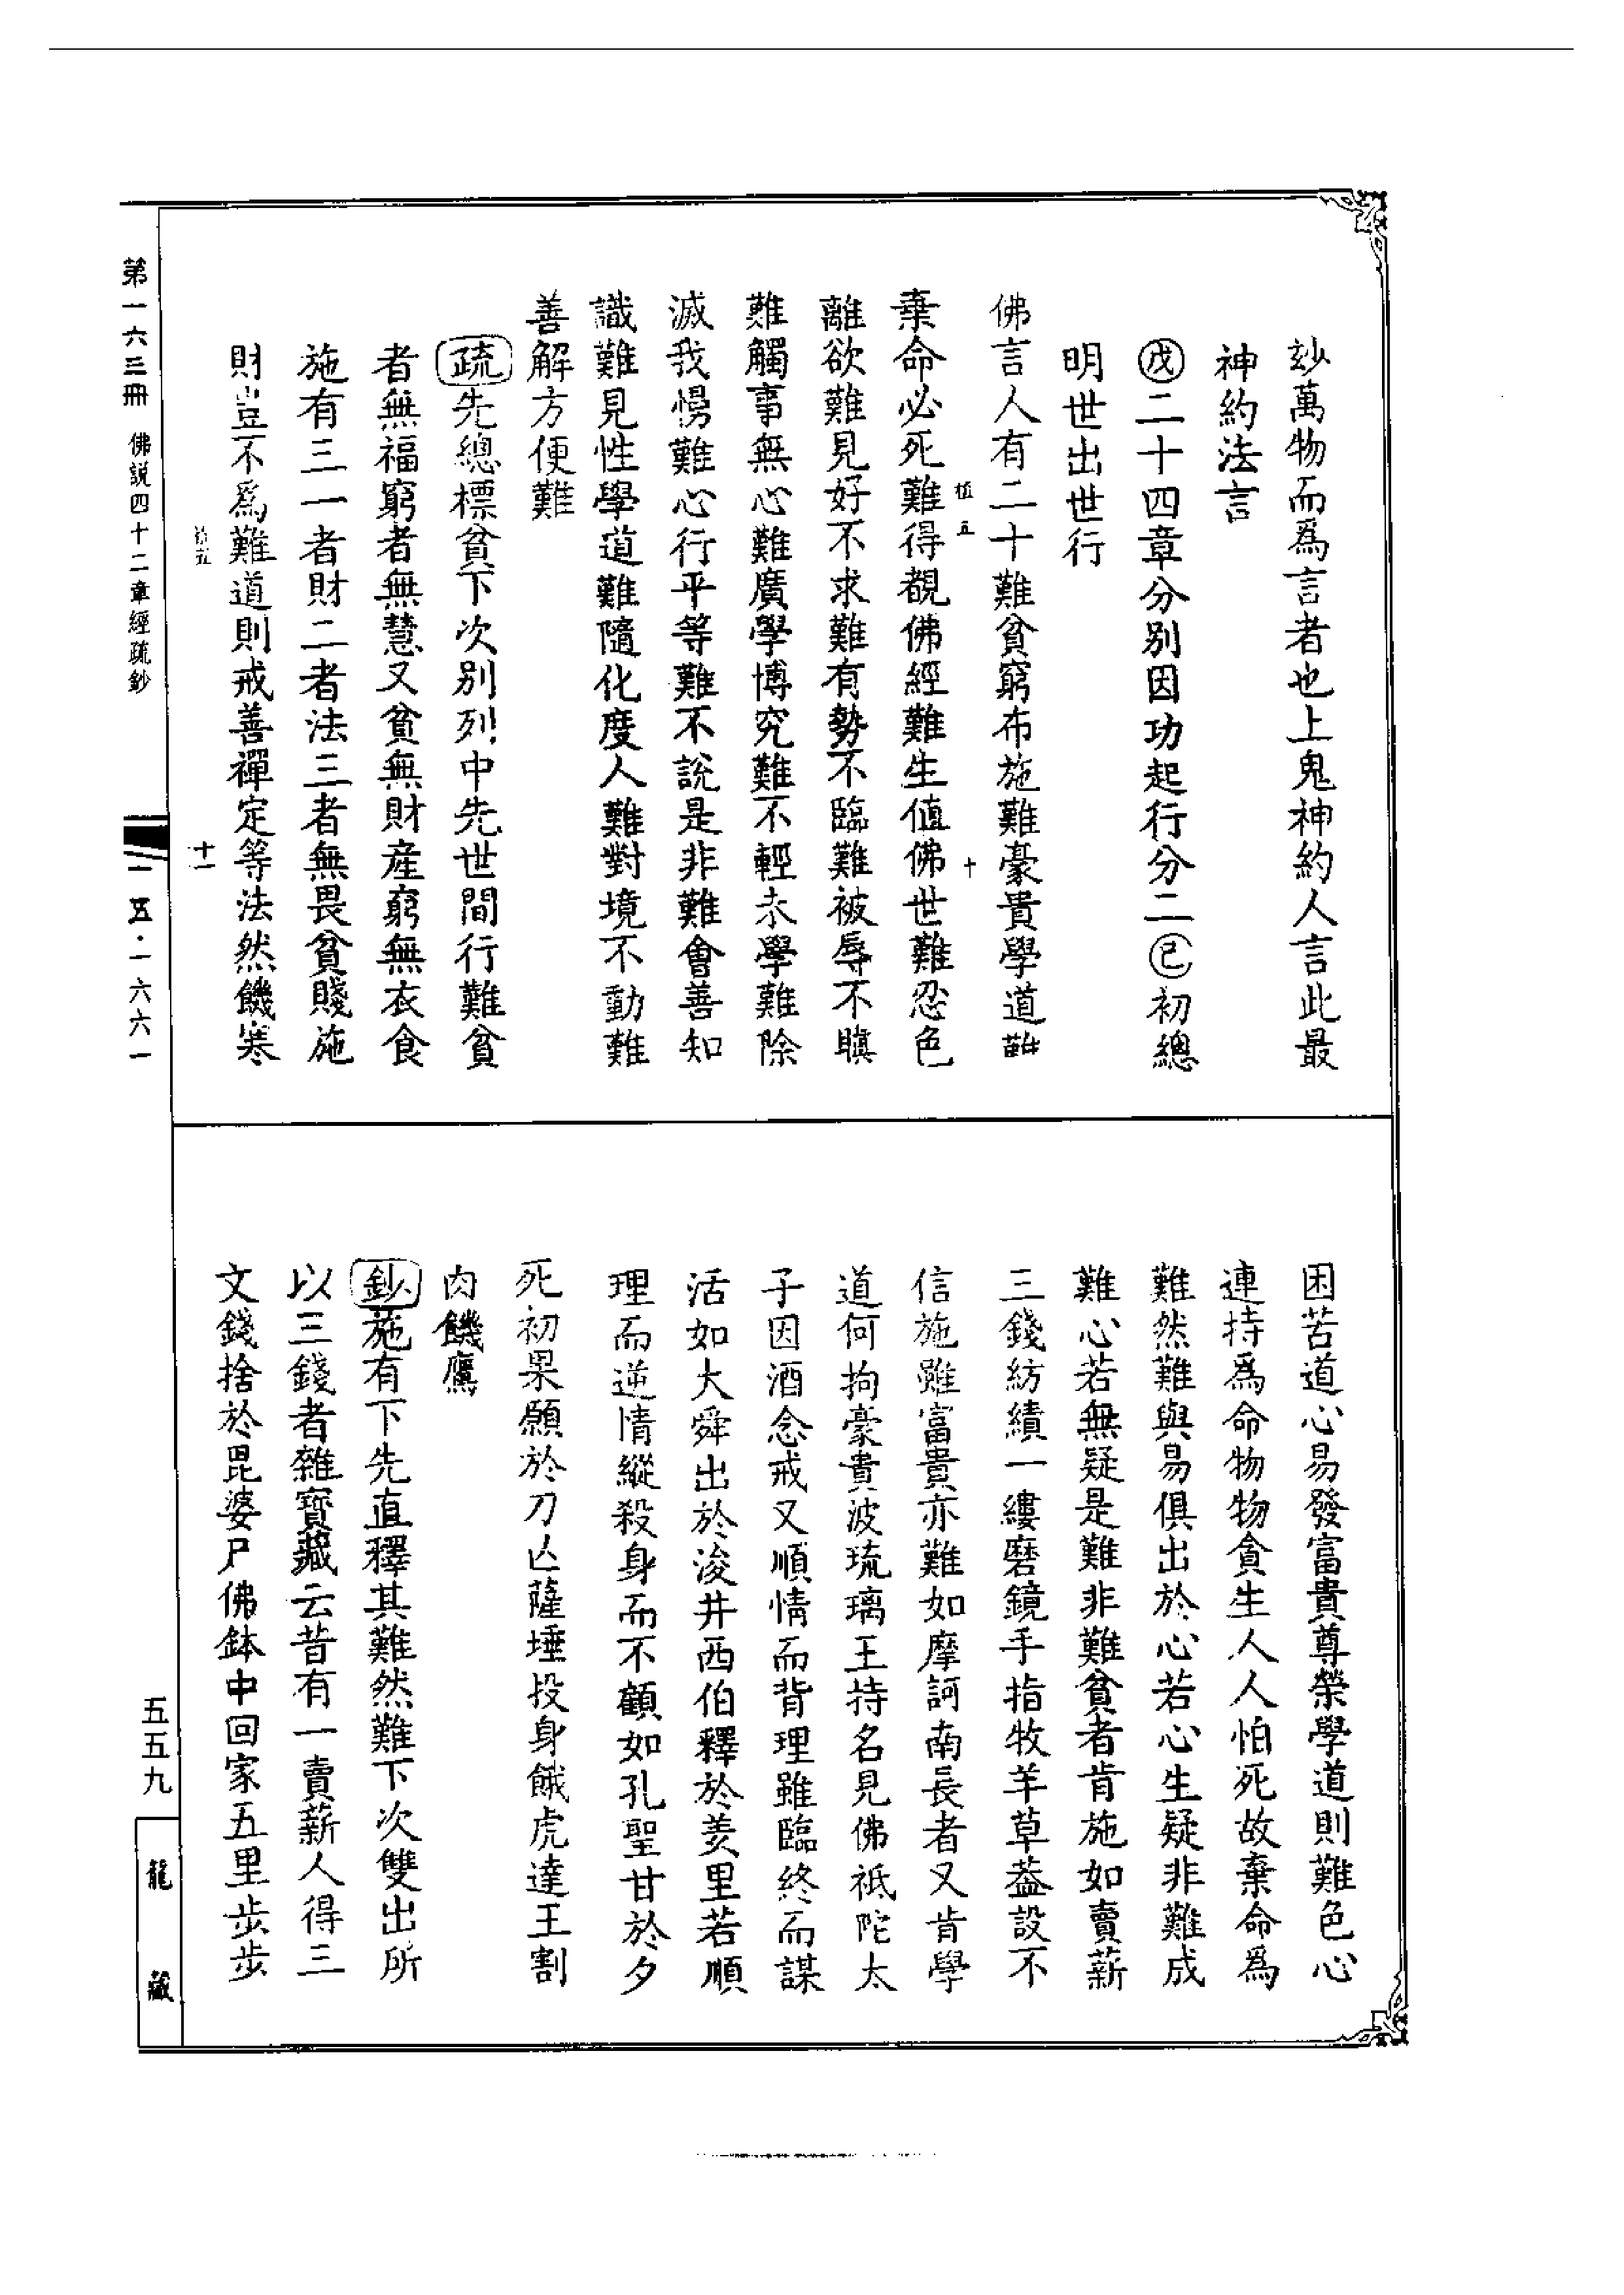 玅萬物而爲言者也上鬼神約人言此最
神約法言
戊二十四章分別因功起行分二己初總
明世出世行
佛言人有二十難貧窮布施難豪貴學道難
棄命必死難得覩佛經難生值佛世難忍色
離欲難見好不求難有勢不臨難被辱不瞋
難觸事無心難廣學博究難不輕未學難除
滅我慢難心行平等難不說是非難會善知
識難見性學道難隨化度人難對境不動難
善解方便難
疏先總標貧下次別列中先世間行難貧
者無福窮者無慧又貧無財產窮無衣食
施有三一者財二者法三者無畏貧賤施
財豈不爲難道則戒善禪定等法然饑寒
困苦道心易發富貴尊榮學道則難色心
連持爲命物物貪生人人怕死故棄命爲
難然難與易俱出於心若心生疑非難成
難心若無疑是難非難貧者肯施如賣薪
三錢紡績一縷磨鏡手指牧羊草葢設不
信施雖富貴亦難如摩訶南長者又肯學
道何拘豪貴波琉璃王持名見佛祇陀太
子因酒念戒又順情而背理雖臨終而謀
活如大舜出於浚井西伯釋於羑里若順
理而逆情縱殺身而不顧如孔聖甘於夕
死初果願於刀亾薩埵投身餓虎達王割
肉饑鷹
鈔施有下先直釋其難然難下次雙出所
以三錢者雜寶藏云昔有一賣薪人得三
文錢捨於毘婆尸佛鉢中回家五里步步
第一六三冊 佛説四十二章經疏鈔
十
十一
一五·一六六一
五五九
龍藏